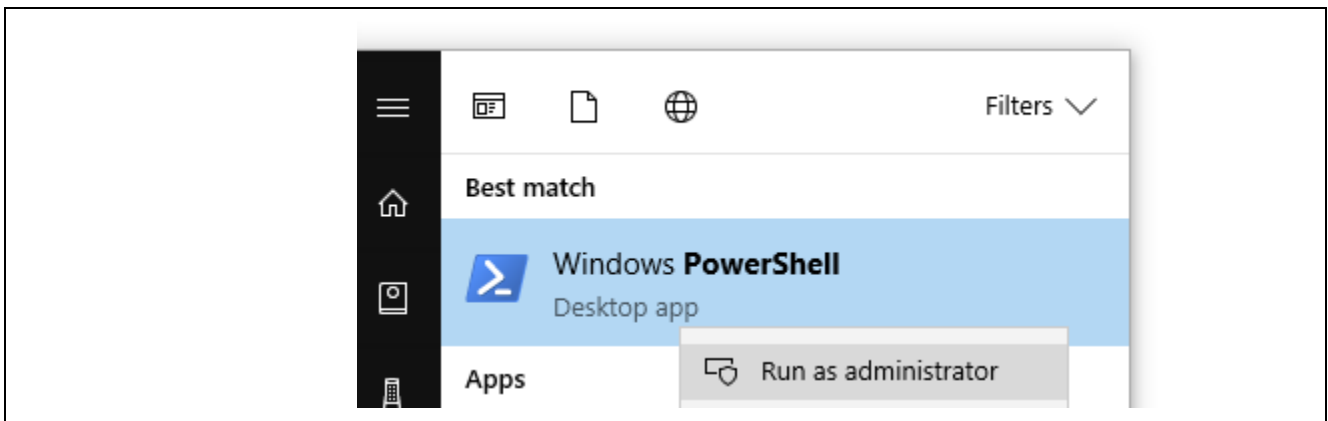 Filters
Best match
Windows PowerShell
Desktop app
Run as administrator
Apps